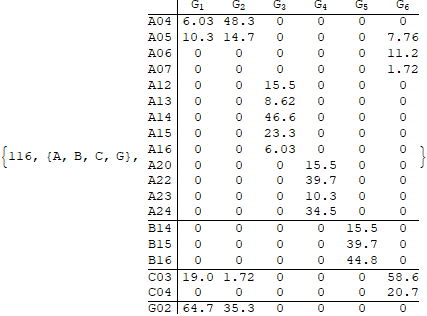 G₁ G₂ G₃ G₄ G₅ G₆
A04 6.03 48.3 0 0 0 0
A05 10.3 14.7 0 0 0 7.76
A06 0 0 0 0 0 11.2
A07 0 0 0 0 0 1.72
A12 0 0 15.5 0 0 0
A13 0 0 8.62 0 0 0
A14 0 0 46.6 0 0 0
A15 0 0 23.3 0 0 0
A16 0 0 6.03 0 0 0
{116, {A, B, C, G},
A20 0 0 0 15.5 0 0
A22 0 0 0 39.7 0 0
A23 0 0 0 10.3 0 0
A24 0 0 0 34.5 0 0
B14 0 0 0 0 15.5 0
B15 0 0 0 0 39.7 0
B16 0 0 0 0 44.8 0
C03 19.0 1.72 0 0 0 58.6
C04 0 0 0 0 0 20.7
G02 64.7 35.3 0 0 0 0
}